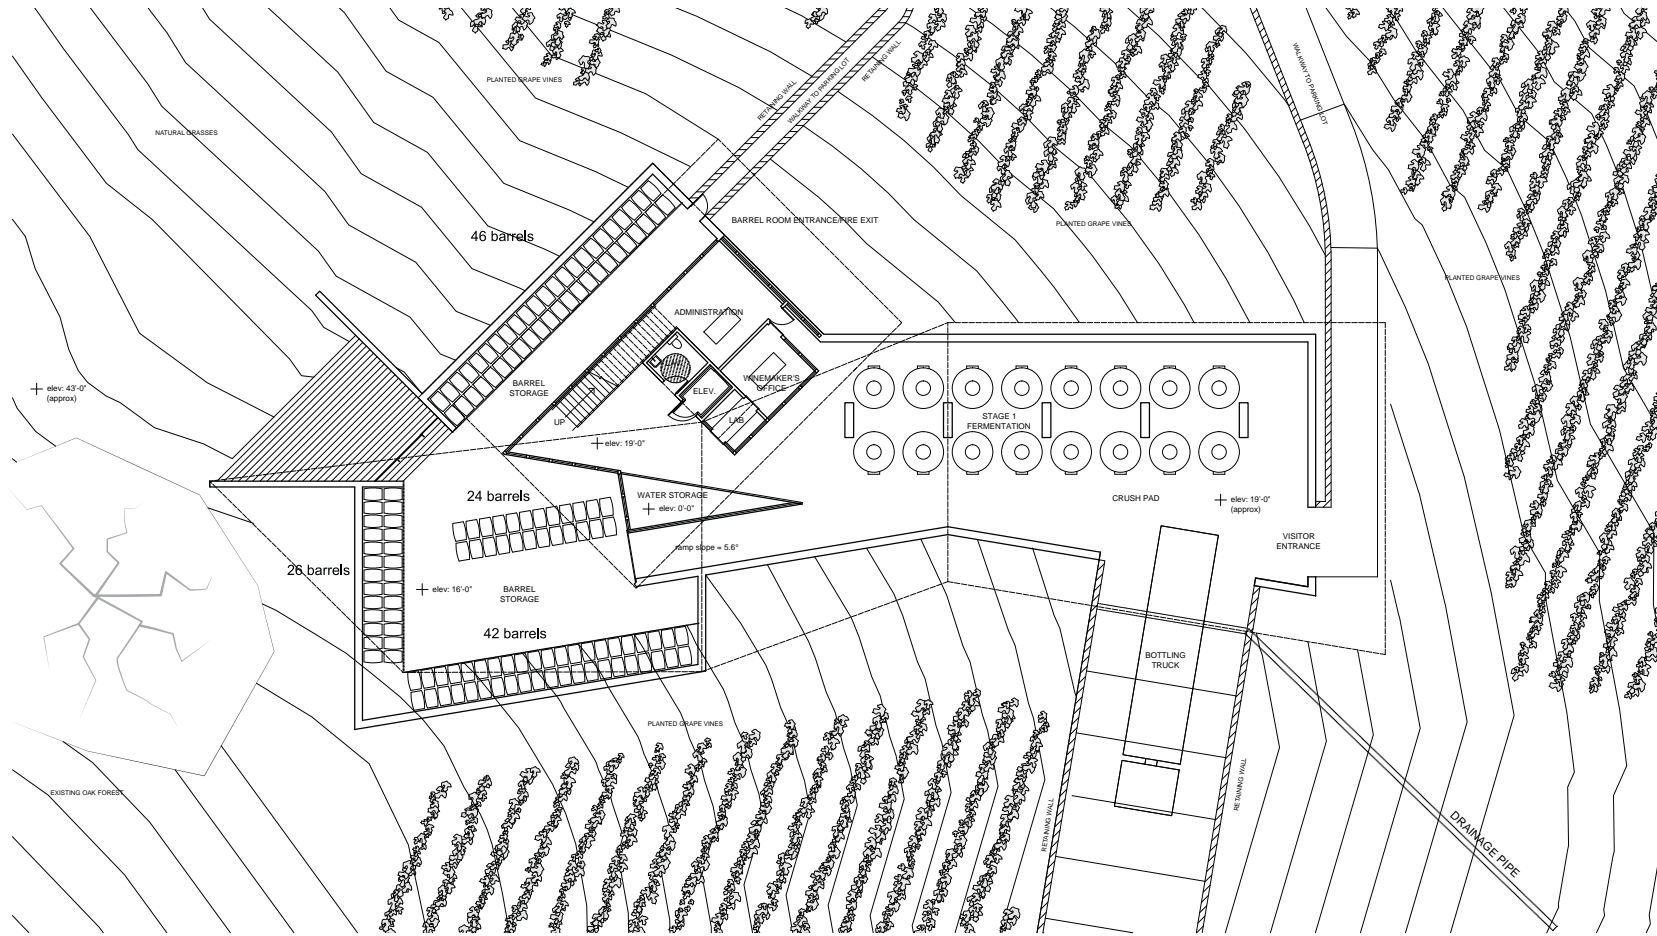 PLANTED GRAPE VINES
RETAINING WALL
WALKWAY TO PARKING LOT
RETAINING WALL
WALKWAY TO PARKING LOT
NATURAL GRASSES
46 barrels
BARREL ROOM ENTRANCE/FIRE EXIT
PLANTED GRAPE VINES
PLANTED GRAPE VINES
ADMINISTRATION
elev: 43'-0"
(approx)
BARREL
STORAGE
WINEMAKER'S
OFFICE
ELEV.
UP
LAB
STAGE 1
FERMENTATION
elev: 19'-0"
24 barrels
WATER STORAGE
elev: 0'-0"
CRUSH PAD
elev: 19'-0"
(approx)
ramp slope = 5.6°
VISITOR
ENTRANCE
26 barrels
elev: 16'-0"
BARREL
STORAGE
42 barrels
BOTTLING
TRUCK
PLANTED GRAPE VINES
RETAINING WALL
RETAINING WALL
EXISTING OAK FOREST
DRAINAGE PIPE